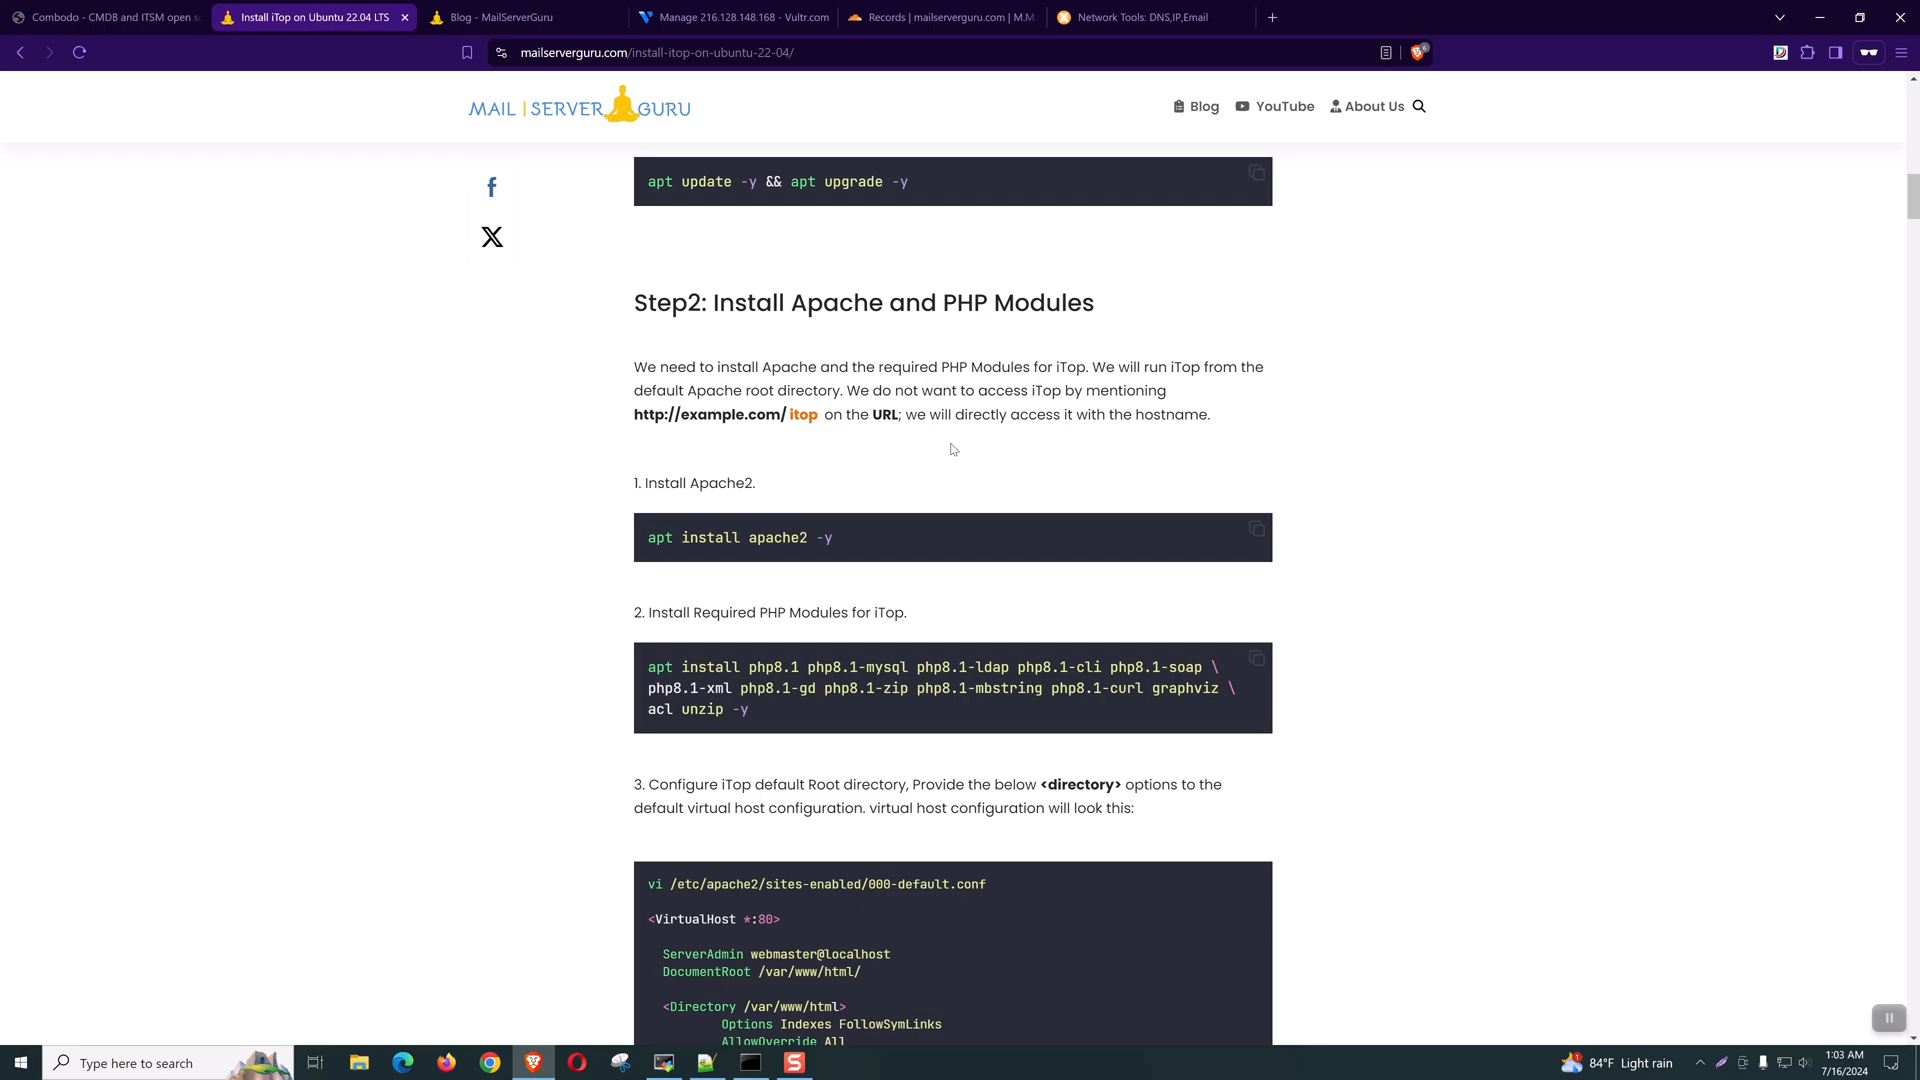 Combodo - CMDB and ITSM open s
Install iTop on Ubuntu 22.04 LTS
Blog - MailServerGuru
Manage 216.128.148.168 - Vultr.com
Records | mailserverguru.com | M.M.
Network Tools: DNS,IP,Email
mailserverguru.com/install-itop-on-ubuntu-22-04/
6
MAIL | SERVER GURU
Blog
YouTube
About Us
apt update -y && apt upgrade -y
Step2: Install Apache and PHP Modules
We need to install Apache and the required PHP Modules for iTop. We will run iTop from the
default Apache root directory. We do not want to access iTop by mentioning
http://example.com/ itop on the URL; we will directly access it with the hostname.
1. Install Apache2.
apt install apache2 -y
2. Install Required PHP Modules for iTop.
apt install php8.1 php8.1-mysql php8.1-ldap php8.1-cli php8.1-soap \
php8.1-xml php8.1-gd php8.1-zip php8.1-mbstring php8.1-curl graphviz \
acl unzip -y
3. Configure iTop default Root directory, Provide the below <directory> options to the
default virtual host configuration. virtual host configuration will look this:
vi /etc/apache2/sites-enabled/000-default.conf
<VirtualHost *:80>
ServerAdmin webmaster@localhost
DocumentRoot /var/www/html/
<Directory /var/www/html>
Options Indexes FollowSymLinks
AllowOverride All
Type here to search
1
84°F Light rain
1:03 AM
7/16/2024